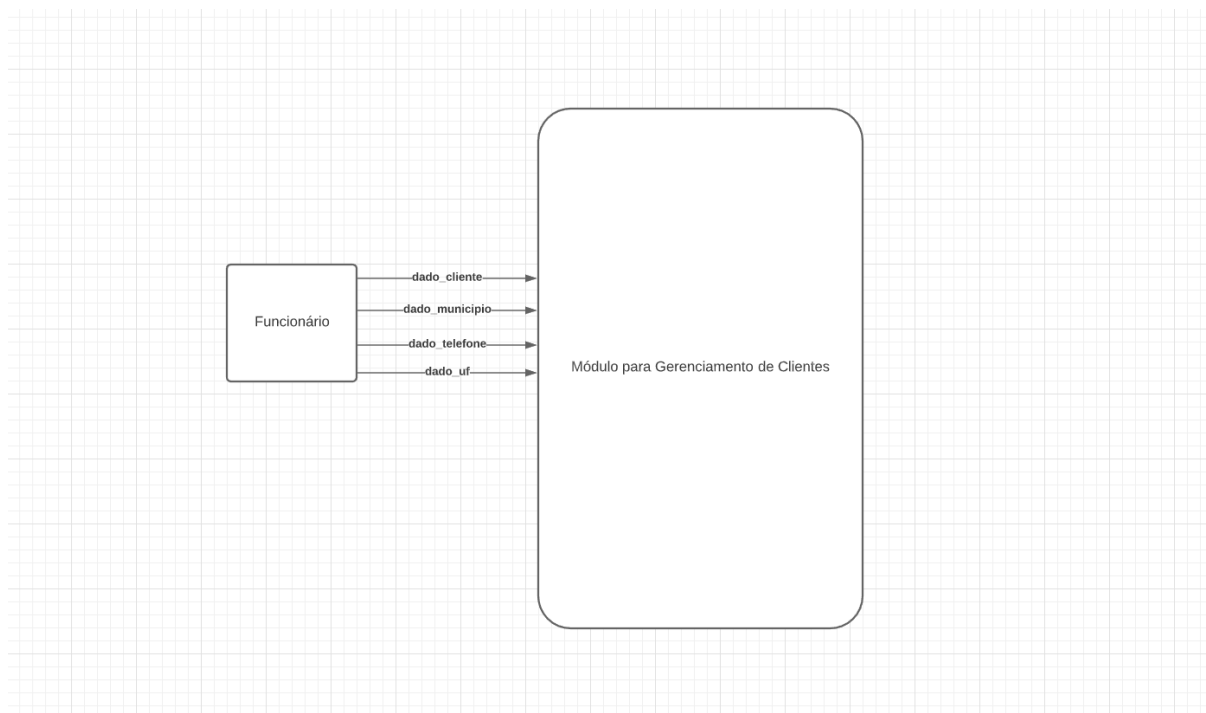 dado_cliente
dado_municipio
Funcionário
dado_telefone
dado_uf
Módulo para Gerenciamento de Clientes